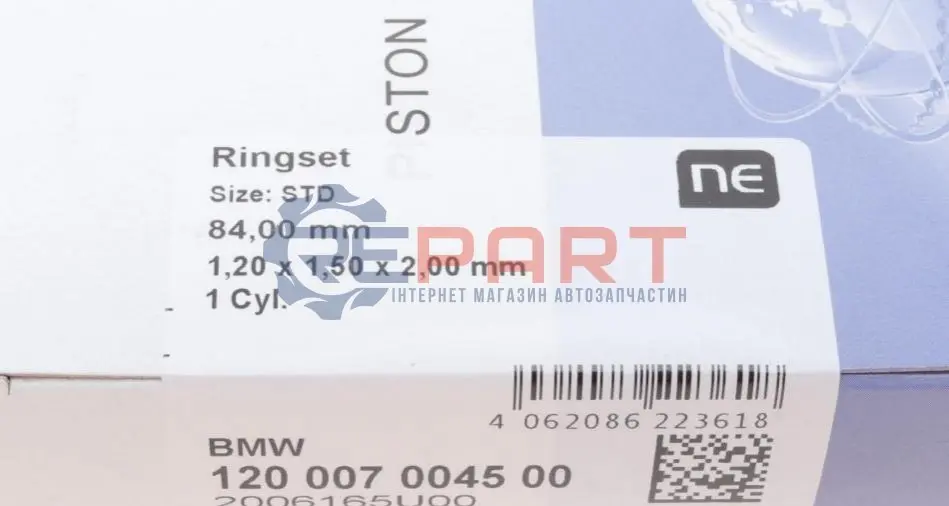 PISTON
Ringset
NE
Size: STD
84,00 mm
1,20 x 1,50 x 2,00 mm
1 Cyl.
REPART
ІНТЕРНЕТ МАГАЗИН АВТОЗАПЧАСТИН
4 062086 223618
BMW
120 007 0045 00
2006165U00